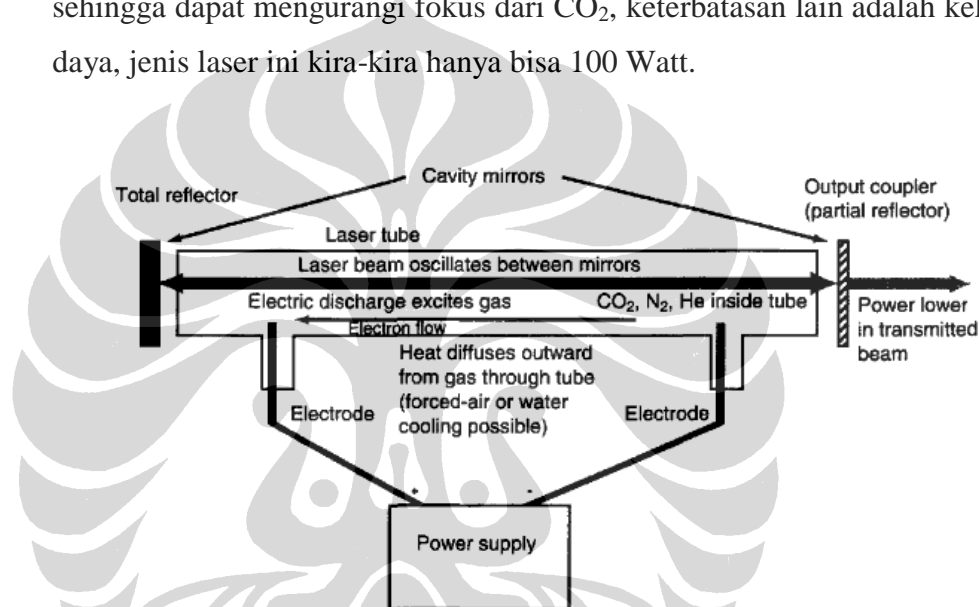 sehingga dapat mengurangi fokus dari CO₂, keterbatasan lain adalah
daya, jenis laser ini kira-kira hanya bisa 100 Watt.
Cavity mirrors
Total reflector
Output coupler
(partial reflector)
Laser tube
Laser beam oscillates between mirrors
Electric discharge excites gas
CO₂, N₂, He inside tube
Electron flow
Power lower
in transmitted
beam
Heat diffuses outward
from gas through tube
(forced-air or water
cooling possible)
Electrode
Electrode
+
-
Power supply